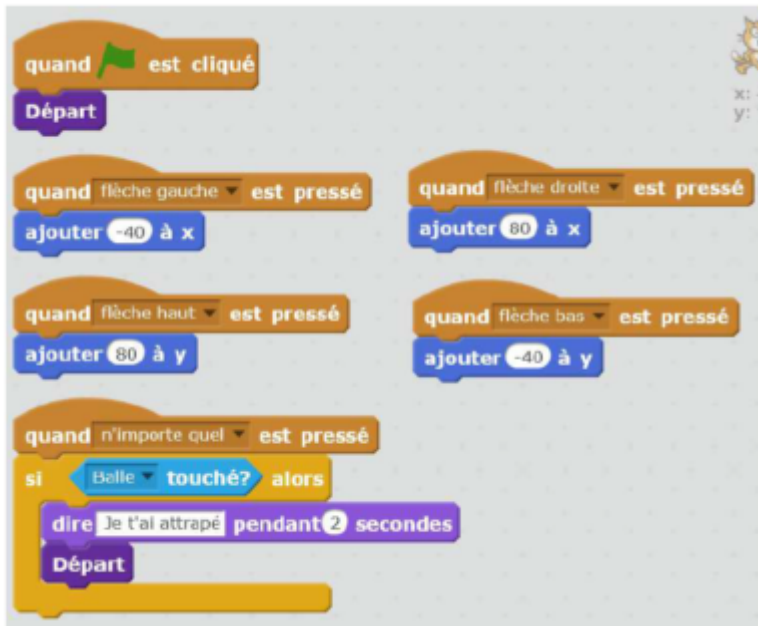 quand est cliqué
Départ
x:
y:
quand flèche gauche est pressé
ajouter -40 à x
quand flèche droite est pressé
ajouter 80 à x
quand flèche haut est pressé
ajouter 80 à y
quand flèche bas est pressé
ajouter -40 à y
quand n'importe quel est pressé
si Balle touché? alors
dire Je t'ai attrapé pendant 2 secondes
Départ